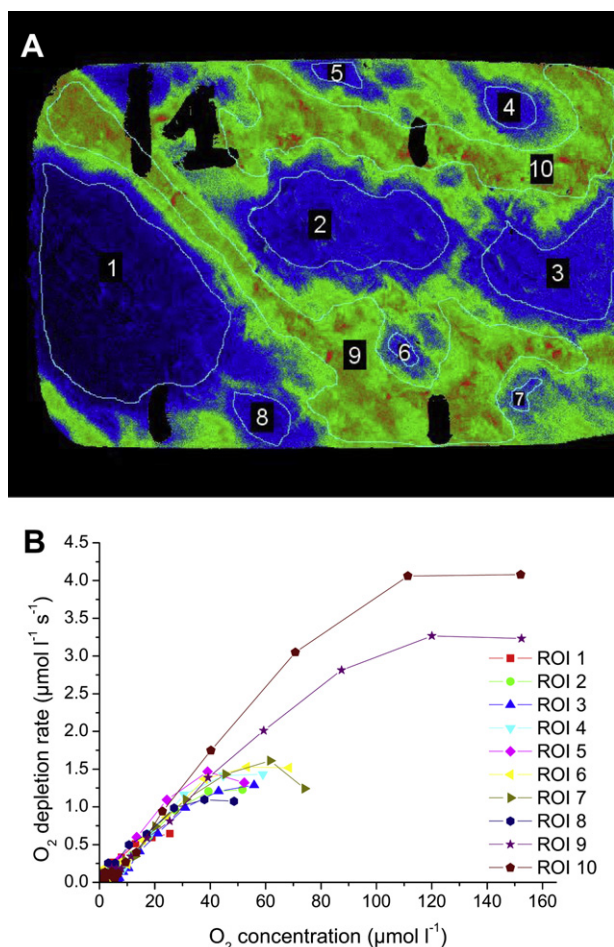 A
5
4
10
2
1
3
9
6
7
8
B
O₂ depletion rate (μmol l⁻¹ s⁻¹)
4.5
4.0
3.5
3.0
2.5
2.0
1.5
1.0
0.5
0.0
0 20 40 60 80 100 120 140 160
O₂ concentration (μmol l⁻¹)
ROI 1
ROI 2
ROI 3
ROI 4
ROI 5
ROI 6
ROI 7
ROI 8
ROI 9
ROI 10